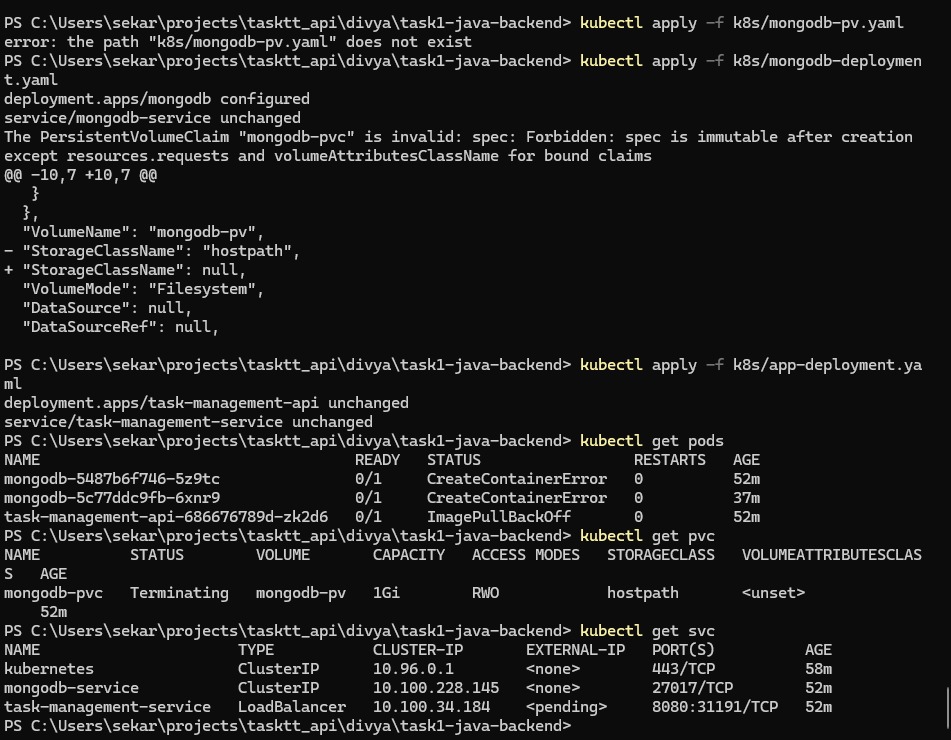 PS C:\Users\sekar\projects\tasktt_api\divya\task1-java-backend> kubectl apply -f k8s/mongodb-pv.yaml
error: the path "k8s/mongodb-pv.yaml" does not exist
PS C:\Users\sekar\projects\tasktt_api\divya\task1-java-backend> kubectl apply -f k8s/mongodb-deploymen
t.yaml
deployment.apps/mongodb configured
service/mongodb-service unchanged
The PersistentVolumeClaim "mongodb-pvc" is invalid: spec: Forbidden: spec is immutable after creation
except resources.requests and volumeAttributesClassName for bound claims
@@ -10,7 +10,7 @@
   }
  },
  "VolumeName": "mongodb-pv",
- "StorageClassName": "hostpath",
+ "StorageClassName": null,
  "VolumeMode": "Filesystem",
  "DataSource": null,
  "DataSourceRef": null,
PS C:\Users\sekar\projects\tasktt_api\divya\task1-java-backend> kubectl apply -f k8s/app-deployment.ya
ml
deployment.apps/task-management-api unchanged
service/task-management-service unchanged
PS C:\Users\sekar\projects\tasktt_api\divya\task1-java-backend> kubectl get pods
NAME                                   READY   STATUS                 RESTARTS   AGE
mongodb-5487b6f746-5z9tc               0/1     CreateContainerError   0          52m
mongodb-5c77ddc9fb-6xnr9               0/1     CreateContainerError   0          37m
task-management-api-686676789d-zk2d6   0/1     ImagePullBackOff       0          52m
PS C:\Users\sekar\projects\tasktt_api\divya\task1-java-backend> kubectl get pvc
NAME          STATUS        VOLUME       CAPACITY   ACCESS MODES   STORAGECLASS   VOLUMEATTRIBUTESCLAS
S   AGE
mongodb-pvc   Terminating   mongodb-pv   1Gi        RWO            hostpath       <unset>
    52m
PS C:\Users\sekar\projects\tasktt_api\divya\task1-java-backend> kubectl get svc
NAME                      TYPE           CLUSTER-IP       EXTERNAL-IP   PORT(S)          AGE
kubernetes                ClusterIP      10.96.0.1        <none>        443/TCP          58m
mongodb-service           ClusterIP      10.100.228.145   <none>        27017/TCP        52m
task-management-service   LoadBalancer   10.100.34.184    <pending>     8080:31191/TCP   52m
PS C:\Users\sekar\projects\tasktt_api\divya\task1-java-backend>